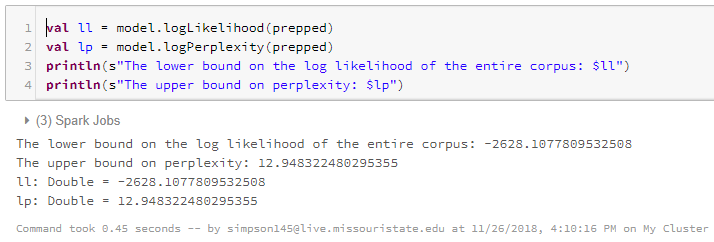 1 val ll = model.logLikelihood(prepped)
2 val lp = model.logPerplexity(prepped)
3 println(s"The lower bound on the log likelihood of the entire corpus: $ll")
4 println(s"The upper bound on perplexity: $lp")
(3) Spark Jobs
The lower bound on the log likelihood of the entire corpus: -2628.1077809532508
The upper bound on perplexity: 12.948322480295355
ll: Double = -2628.1077809532508
lp: Double = 12.948322480295355
Command took 0.45 seconds -- by simpson145@live.missouristate.edu at 11/26/2018, 4:10:16 PM on My Cluster